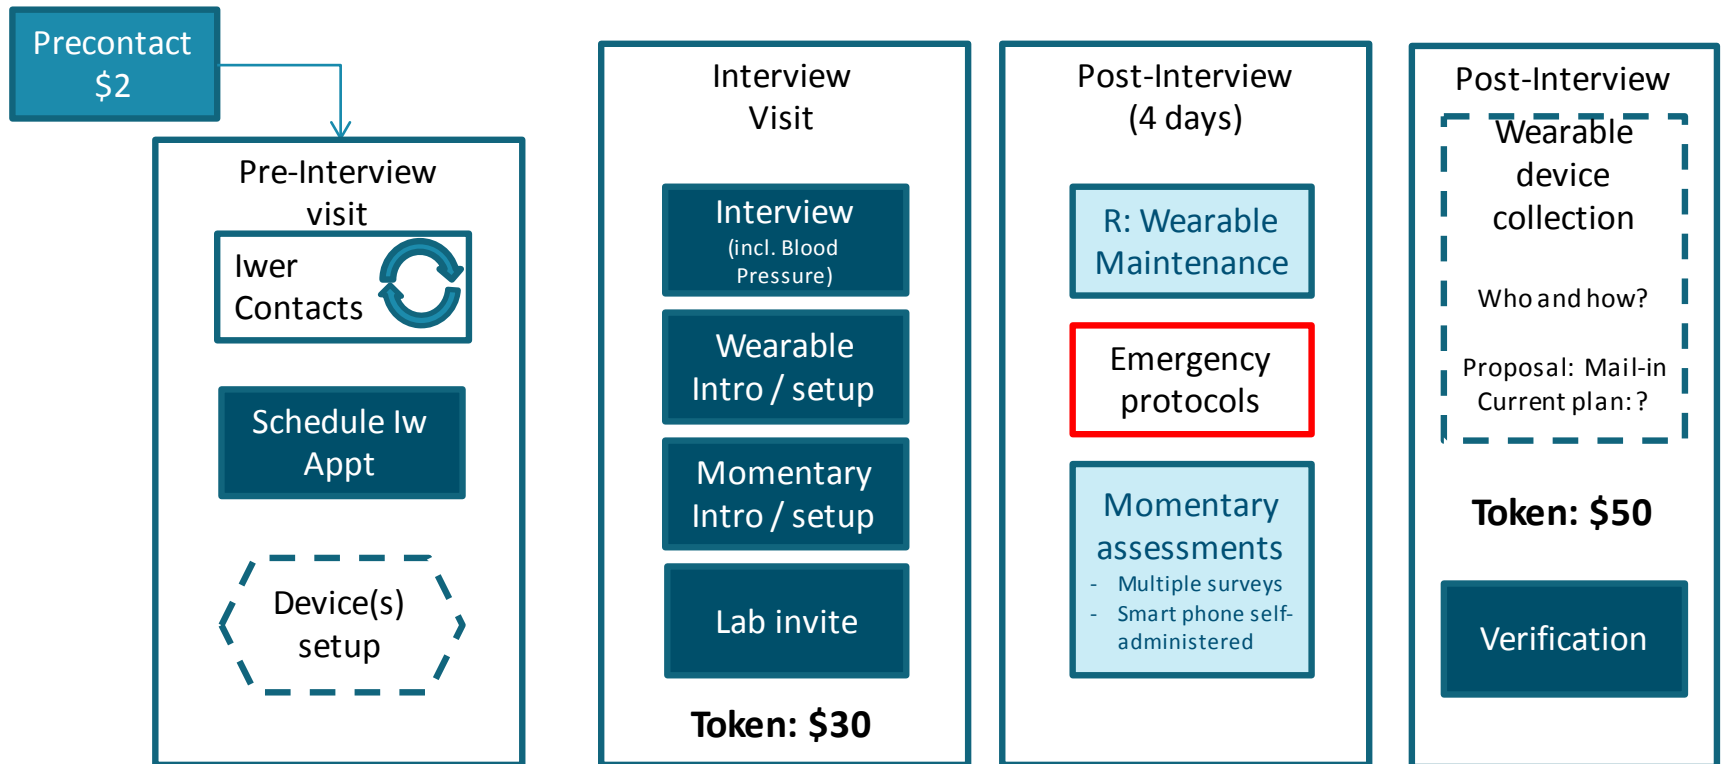 Precontact
$2
Pre-Interview
visit
Iwer
Contacts
Schedule Iw
Appt
Device(s)
setup
Interview
Visit
Interview
(incl. Blood
Pressure)
Wearable
Intro / setup
Momentary
Intro / setup
Lab invite
Token: $30
Post-Interview
(4 days)
R: Wearable
Maintenance
Emergency
protocols
Momentary
assessments
- Multiple surveys
- Smart phone self-
administered
Post-Interview
Wearable
device
collection
Who and how?
Proposal: Mail-in
Current plan: ?
Token: $50
Verification